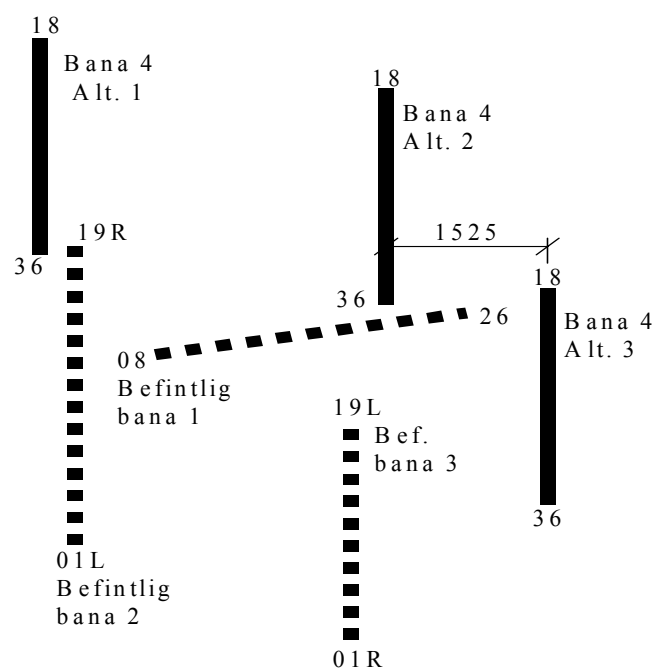 18
Bana 4
Alt. 1
18
Bana 4
Alt. 2
19R
1525
36
18
36
26
Bana 4
Alt. 3
08
Befintlig
bana 1
19L
Bef.
bana 3
36
01L
Befintlig
bana 2
01R